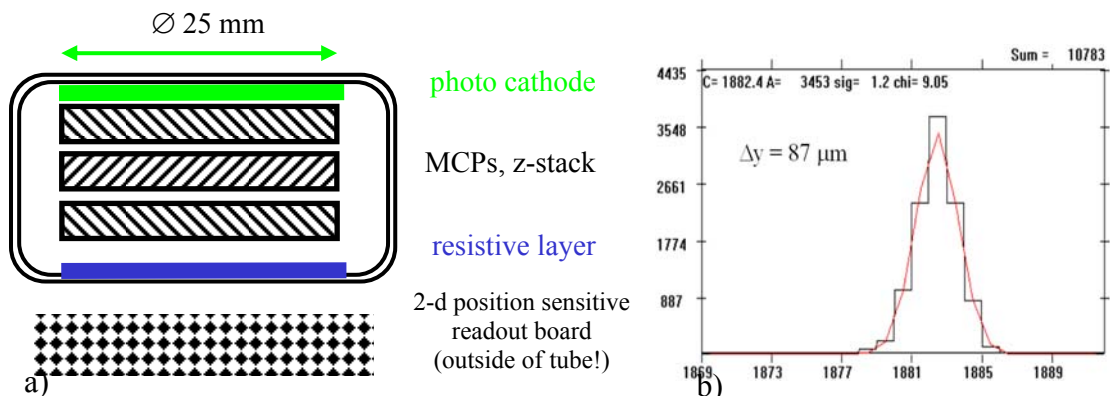 ∅ 25 mm
photo cathode
MCPs, z-stack
resistive layer
2-d position sensitive
readout board
(outside of tube!)
a)
Sum = 10783
4435
C= 1882.4 A= 3453 sig= 1.2 chi= 9.05
3548
Δy = 87 μm
2661
1774
887
1869 1873 1877 1881 1885 1889
b)